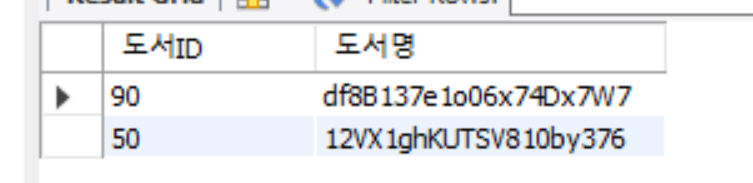 Result Grid
Filter Rows:
도서ID 도서명
90 df8B137e1o06x74Dx7W7
50 12VX1ghKUTSV810by376